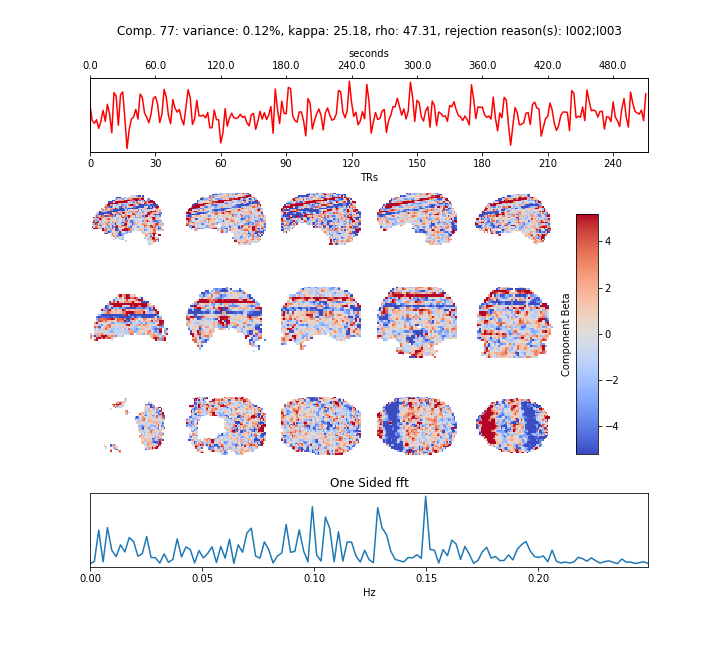 Comp. 77: variance: 0.12%, kappa: 25.18, rho: 47.31, rejection reason(s): I002;I003
seconds
0.0 60.0 120.0 180.0 240.0 300.0 360.0 420.0 480.0
0 30 60 90 120 150 180 210 240
TRs
4
2
0
−2
−4
Component Beta
One Sided fft
0.00 0.05 0.10 0.15 0.20
Hz